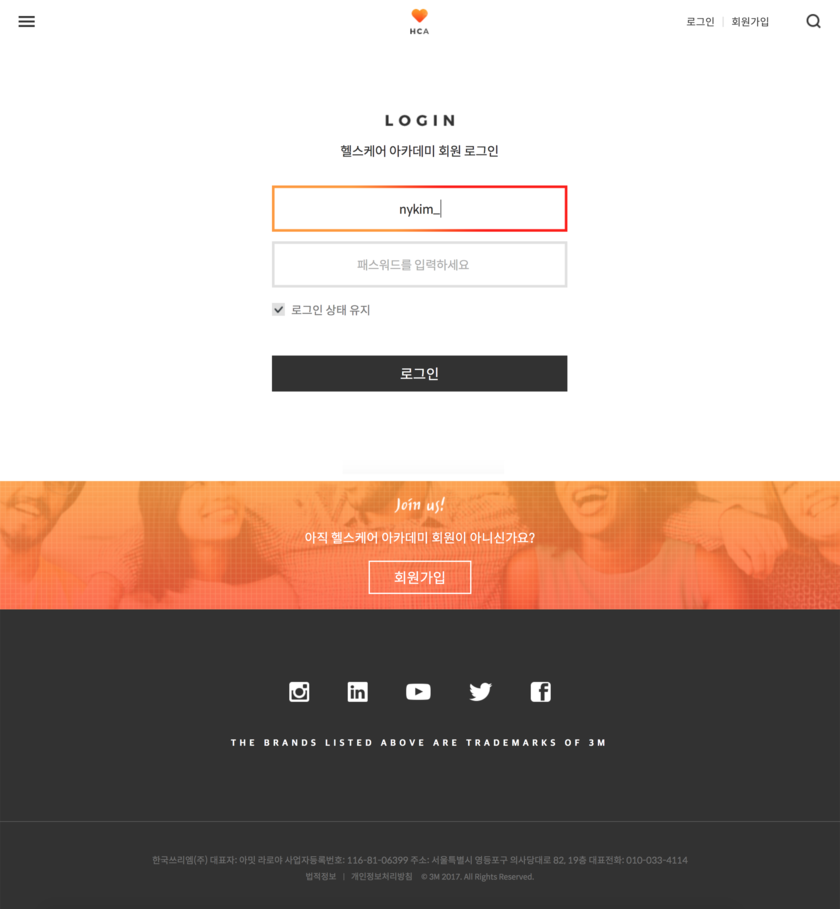 HCA
로그인 | 회원가입
LOGIN
헬스케어 아카데미 회원 로그인
nykim_
패스워드를 입력하세요
로그인 상태 유지
로그인
Join us!
아직 헬스케어 아카데미 회원이 아니신가요?
회원가입
THE BRANDS LISTED ABOVE ARE TRADEMARKS OF 3M
한국쓰리엠(주) 대표자: 아밋 라로야 사업자등록번호: 116-81-06399 주소: 서울특별시 영등포구 의사당대로 82, 19층 대표전화: 010-033-4114
법적정보 | 개인정보처리방침 © 3M 2017. All Rights Reserved.